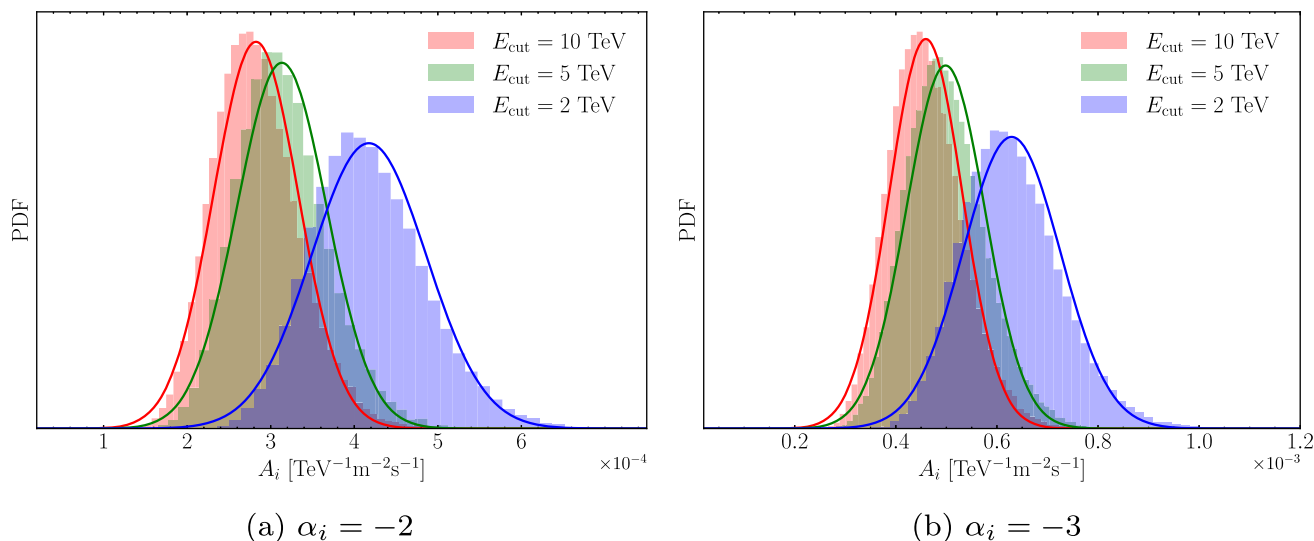 PDF
E_cut = 10 TeV
E_cut = 5 TeV
E_cut = 2 TeV
1 2 3 4 5 6
×10⁻⁴
A_i [TeV⁻¹m⁻²s⁻¹]
(a) α_i = −2
PDF
E_cut = 10 TeV
E_cut = 5 TeV
E_cut = 2 TeV
0.2 0.4 0.6 0.8 1.0 1.2
×10⁻³
A_i [TeV⁻¹m⁻²s⁻¹]
(b) α_i = −3